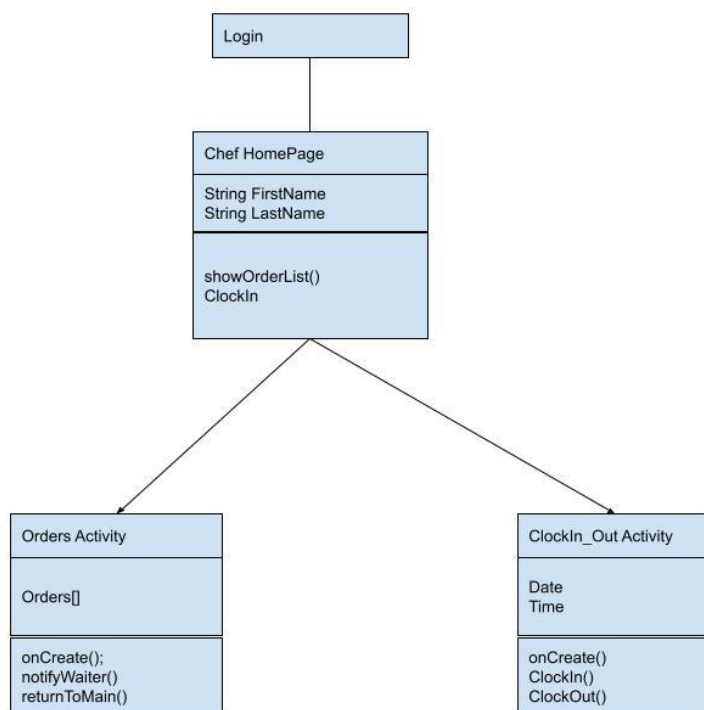 Login
Chef HomePage
String FirstName
String LastName
showOrderList()
ClockIn
Orders Activity
Orders[]
onCreate();
notifyWaiter()
returnToMain()
ClockIn_Out Activity
Date
Time
onCreate()
ClockIn()
ClockOut()